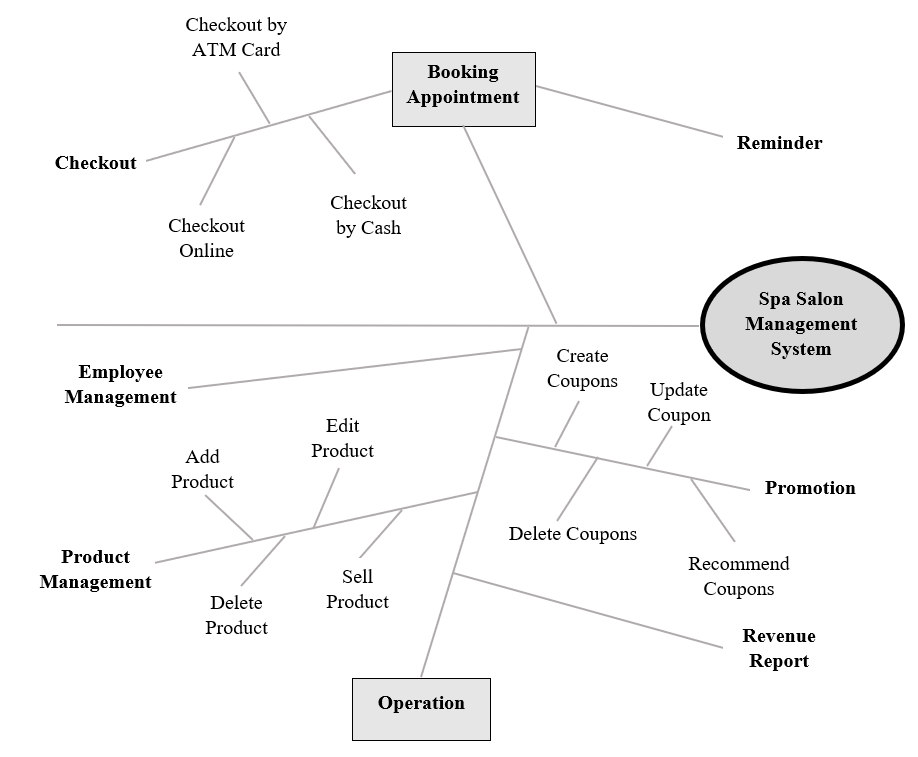 Checkout by
ATM Card
Booking
Appointment
Reminder
Checkout
Checkout
by Cash
Checkout
Online
Spa Salon
Management
System
Employee
Management
Create
Coupons
Update
Coupon
Edit
Product
Add
Product
Promotion
Delete Coupons
Product
Management
Recommend
Coupons
Sell
Product
Delete
Product
Revenue
Report
Operation